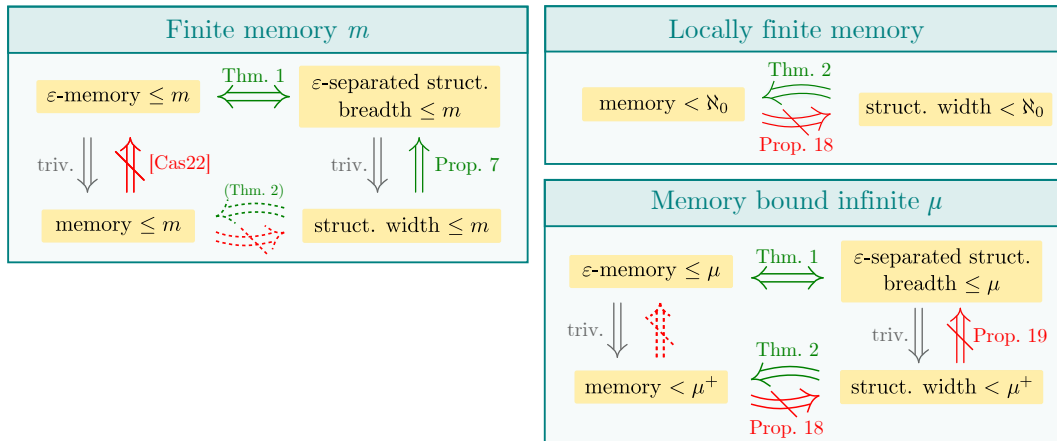 Finite memory m
Thm. 1
ε-memory ≤ m
ε-separated struct.
breadth ≤ m
triv.
[Cas22]
triv.
Prop. 7
(Thm. 2)
memory ≤ m
struct. width ≤ m
Locally finite memory
Thm. 2
memory < ℵ₀
struct. width < ℵ₀
Prop. 18
Memory bound infinite μ
Thm. 1
ε-memory ≤ μ
ε-separated struct.
breadth ≤ μ
triv.
triv.
Prop. 19
Thm. 2
memory < μ⁺
struct. width < μ⁺
Prop. 18